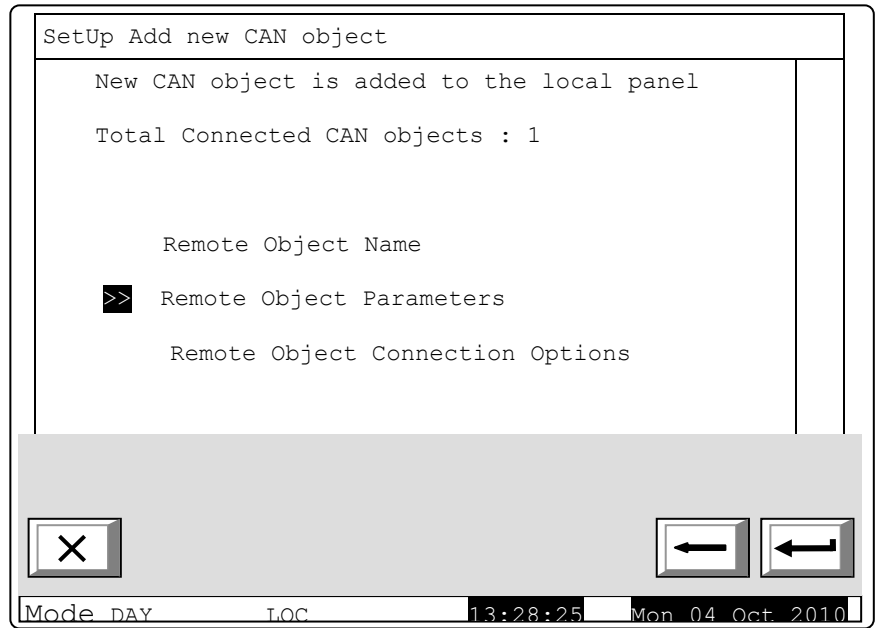 SetUp Add new CAN object
New CAN object is added to the local panel
Total Connected CAN objects : 1
Remote Object Name
>> Remote Object Parameters
Remote Object Connection Options
Mode DAY LOC 13:28:25 Mon 04 Oct 2010